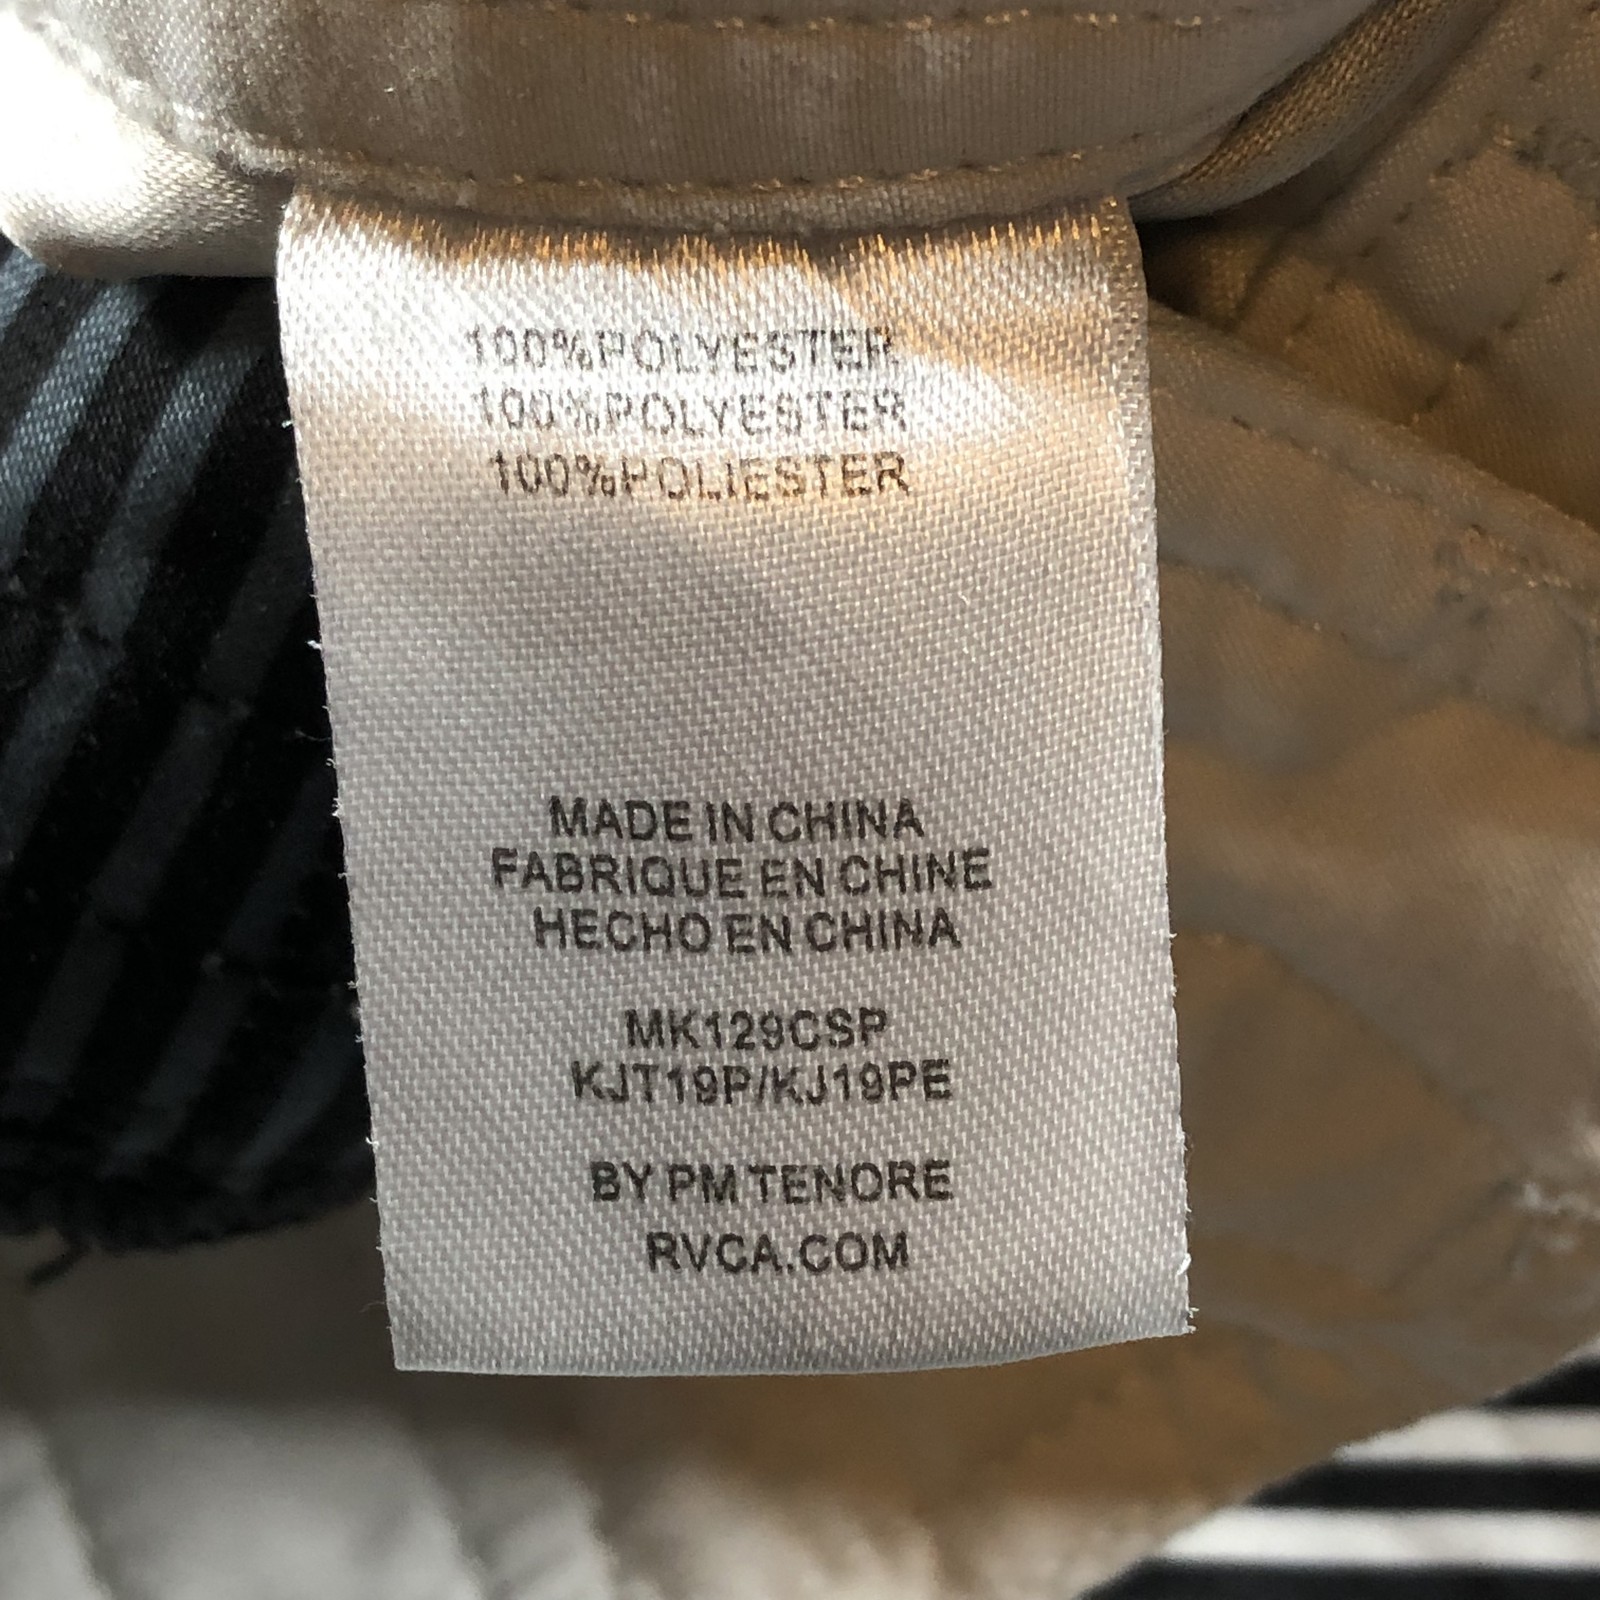 100%POLYESTER
100%POLYESTER
100%POLIESTER
MADE IN CHINA
FABRIQUE EN CHINE
HECHO EN CHINA
MK129CSP
KJT19P/KJ19PE
BY PM TENORE
RVCA.COM